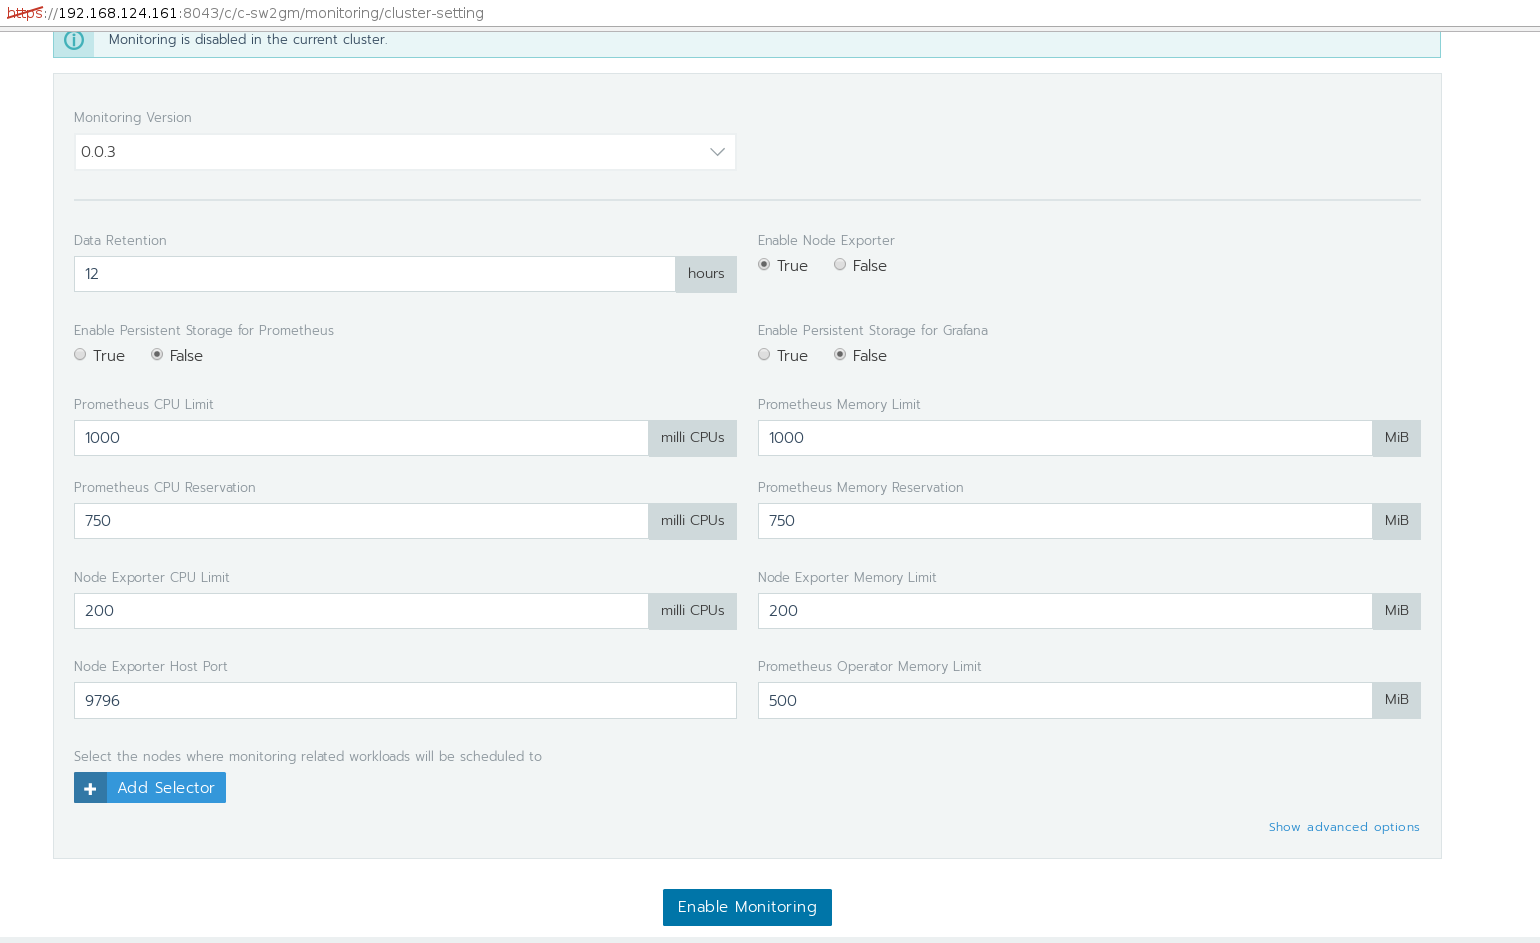 https://192.168.124.161:8043/c/c-sw2gm/monitoring/cluster-setting
Monitoring is disabled in the current cluster.
Monitoring Version
0.0.3
Data Retention
12 hours
Enable Node Exporter
True False
Enable Persistent Storage for Prometheus
True False
Enable Persistent Storage for Grafana
True False
Prometheus CPU Limit
1000 milli CPUs
Prometheus Memory Limit
1000 MiB
Prometheus CPU Reservation
750 milli CPUs
Prometheus Memory Reservation
750 MiB
Node Exporter CPU Limit
200 milli CPUs
Node Exporter Memory Limit
200 MiB
Node Exporter Host Port
9796
Prometheus Operator Memory Limit
500 MiB
Select the nodes where monitoring related workloads will be scheduled to
+ Add Selector
Show advanced options
Enable Monitoring